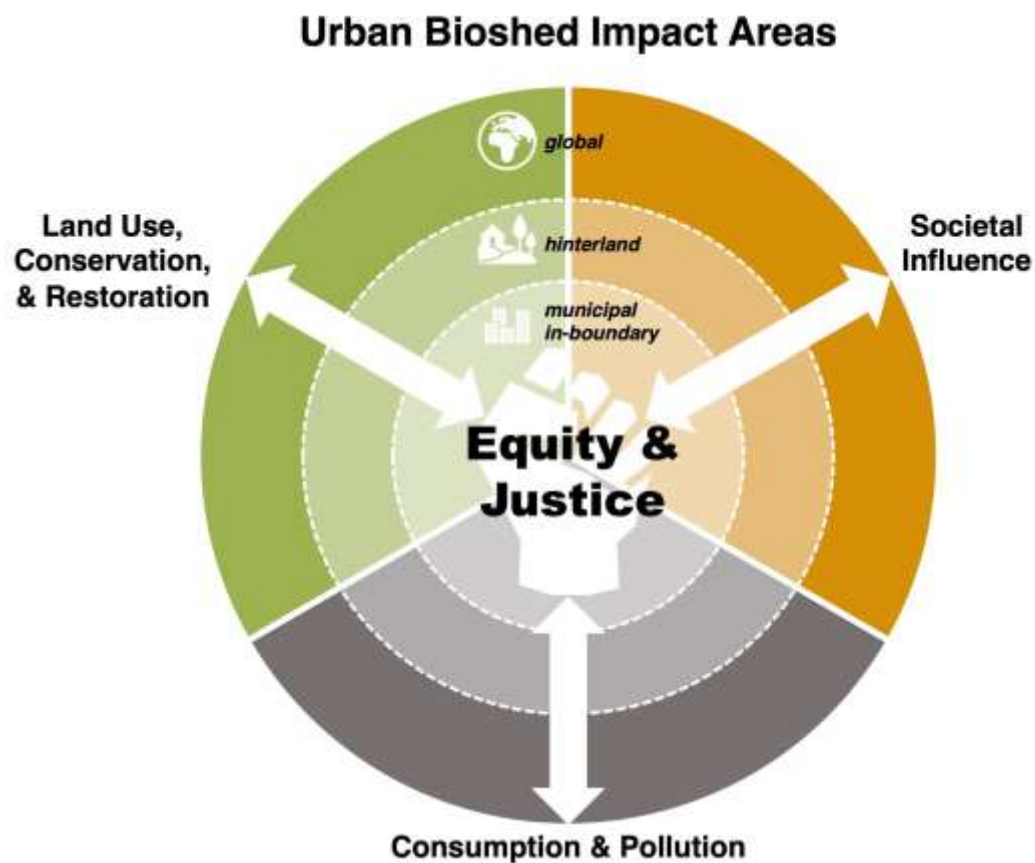 Urban Bioshed Impact Areas
global
Land Use,
Conservation,
& Restoration
Societal
Influence
hinterland
municipal
in-boundary
Equity &
Justice
Consumption & Pollution